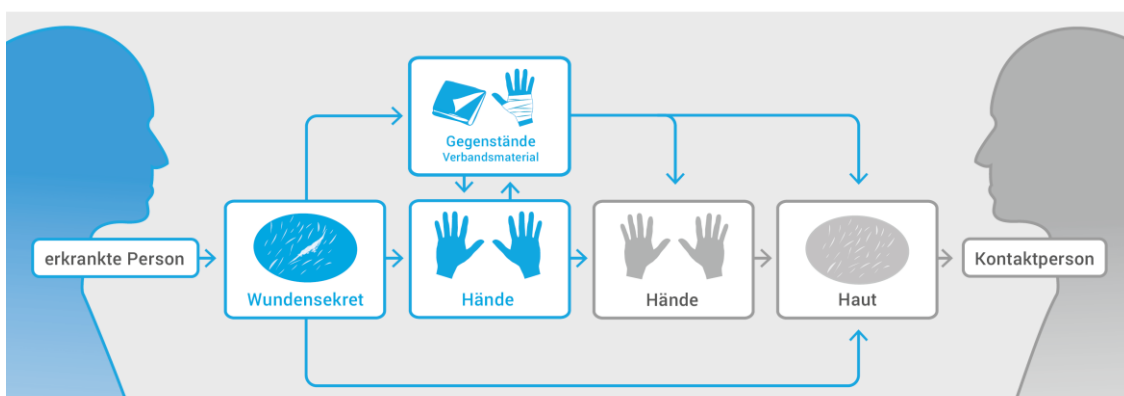 Gegenstände
Verbandsmaterial
erkrankte Person
Wundensekret
Hände
Hände
Haut
Kontaktperson